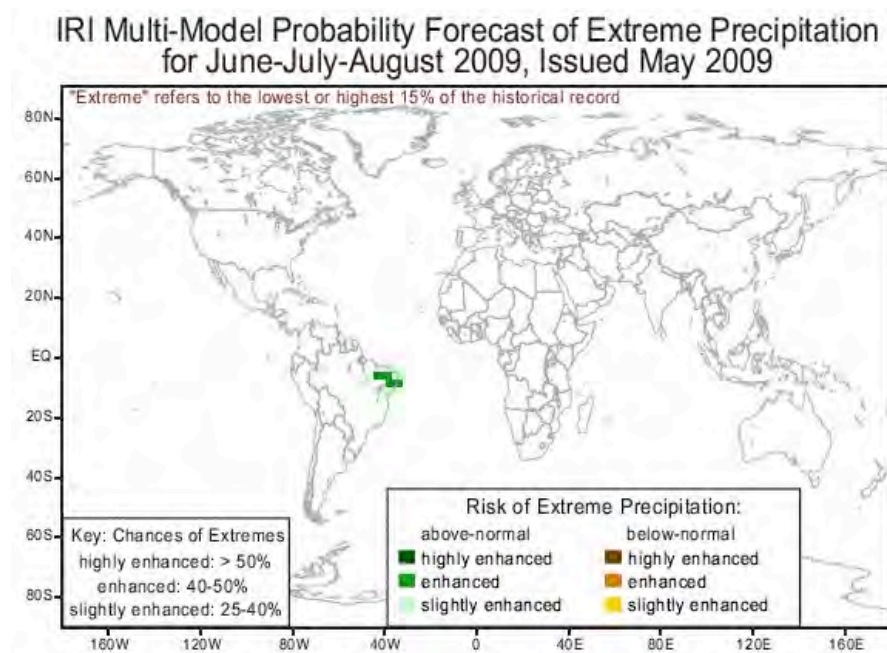 IRI Multi-Model Probability Forecast of Extreme Precipitation
for June-July-August 2009, Issued May 2009
"Extreme" refers to the lowest or highest 15% of the historical record
80N
60N
40N
20N
EQ
20S
40S
60S
80S
Key: Chances of Extremes
highly enhanced: > 50%
enhanced: 40-50%
slightly enhanced: 25-40%
Risk of Extreme Precipitation:
above-normal below-normal
highly enhanced highly enhanced
enhanced enhanced
slightly enhanced slightly enhanced
160W 120W 80W 40W 0 40E 80E 120E 160E